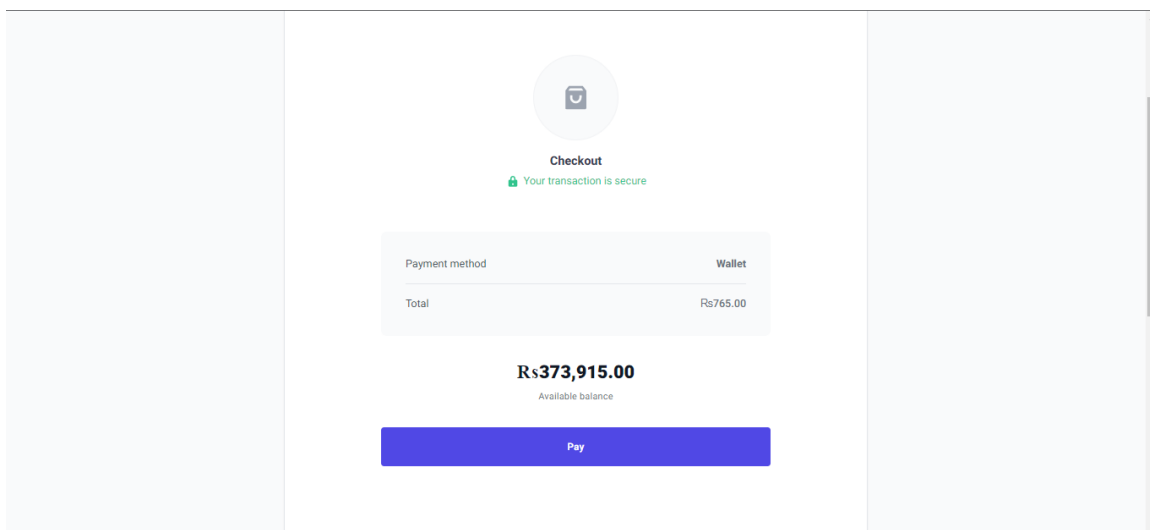 Checkout
Your transaction is secure
Payment method Wallet
Total Rs765.00
Rs373,915.00
Available balance
Pay